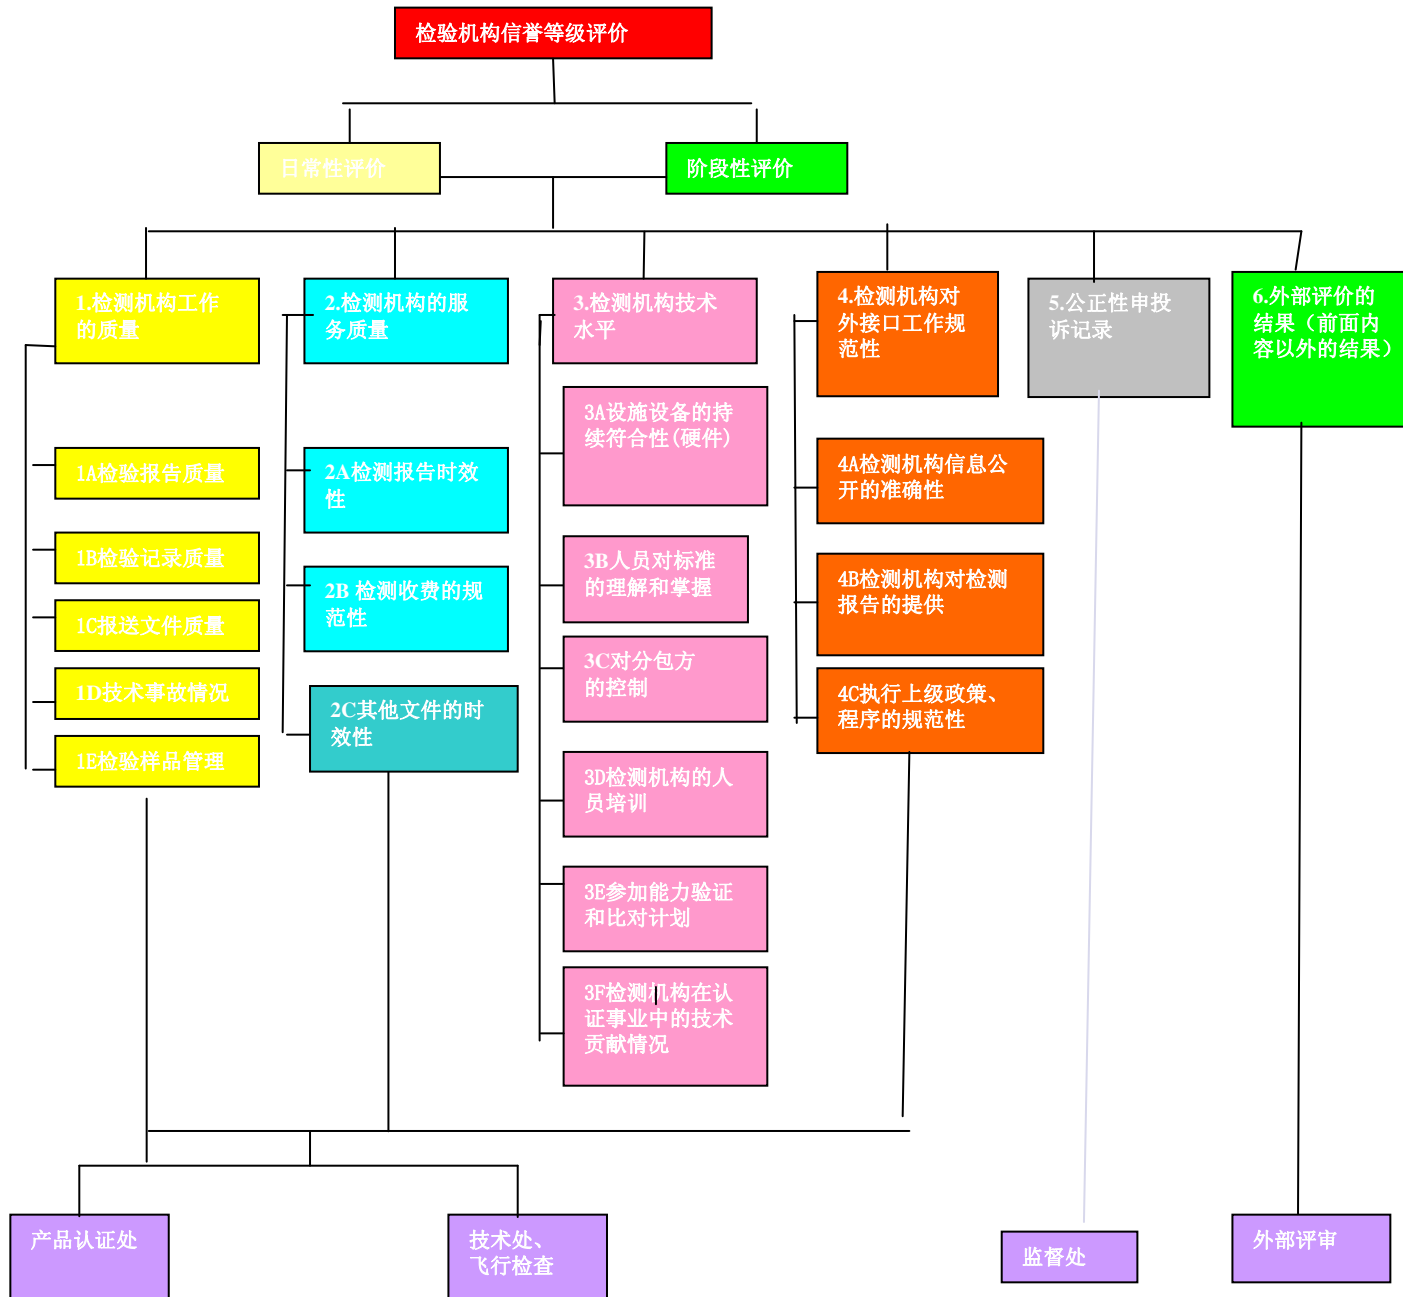 检验机构信誉等级评价
日常性评价
阶段性评价
1.检测机构工作
的质量
2.检测机构的服
务质量
3.检测机构技术
水平
4.检测机构对
外接口工作规
范性
5.公正性申投
诉记录
6.外部评价的
结果（前面内
容以外的结果）
1A检验报告质量
1B检验记录质量
1C报送文件质量
1D技术事故情况
1E检验样品管理
2A检测报告时效
性
2B 检测收费的规
范性
2C其他文件的时
效性
3A设施设备的持
续符合性(硬件)
3B人员对标准
的理解和掌握
3C对分包方
的控制
3D检测机构的人
员培训
3E参加能力验证
和比对计划
3F检测机构在认
证事业中的技术
贡献情况
4A检测机构信息公
开的准确性
4B检测机构对检测
报告的提供
4C执行上级政策、
程序的规范性
产品认证处
技术处、
飞行检查
监督处
外部评审